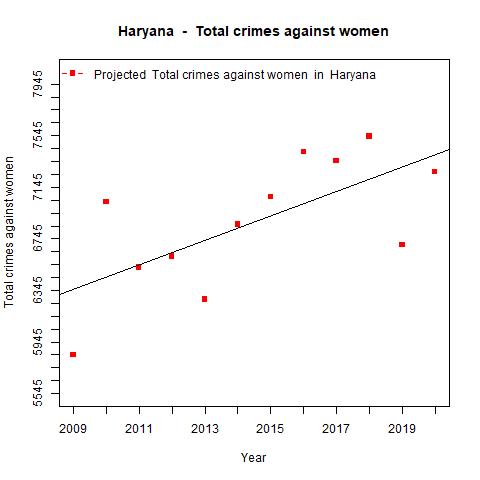 Haryana - Total crimes against women
Projected Total crimes against women in Haryana
Total crimes against women
7945
7545
7145
6745
6345
5945
5545
2009 2011 2013 2015 2017 2019
Year